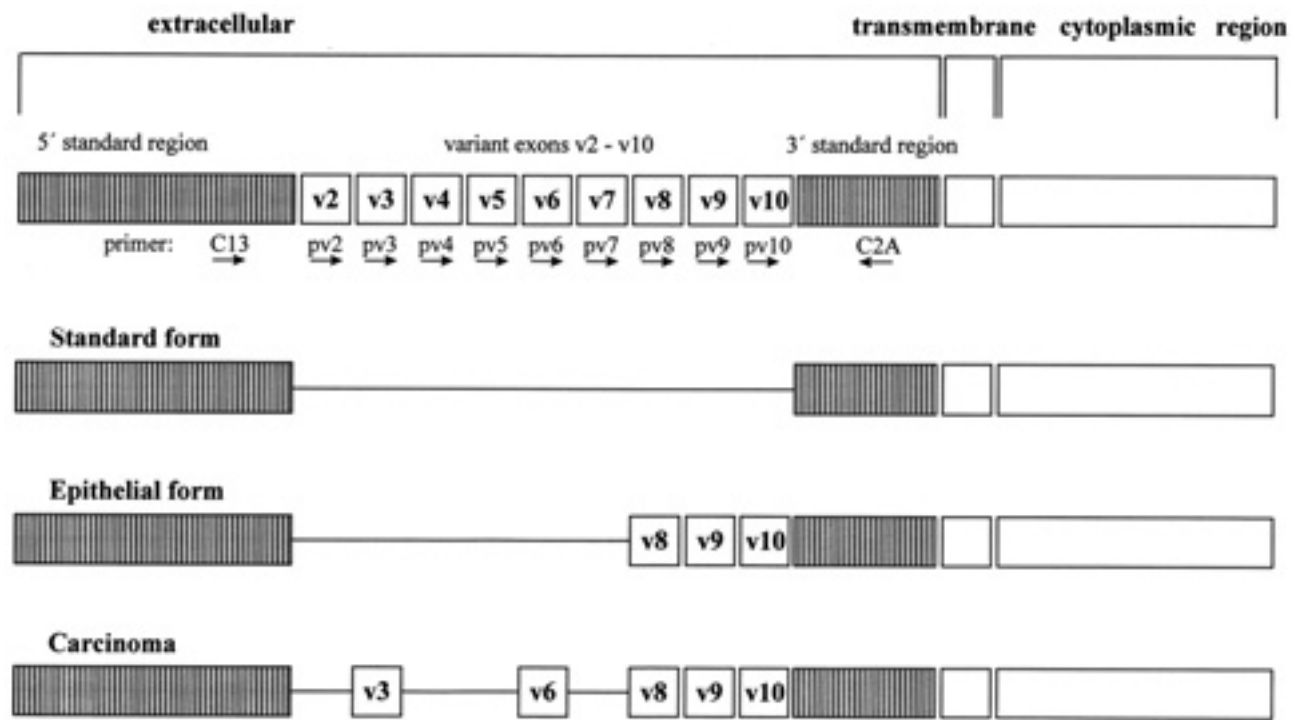 extracellular transmembrane cytoplasmic region
5´ standard region variant exons v2 - v10 3´ standard region
v2 v3 v4 v5 v6 v7 v8 v9 v10
primer: C13 pv2 pv3 pv4 pv5 pv6 pv7 pv8 pv9 pv10 C2A
Standard form
Epithelial form
v8 v9 v10
Carcinoma
v3 v6 v8 v9 v10